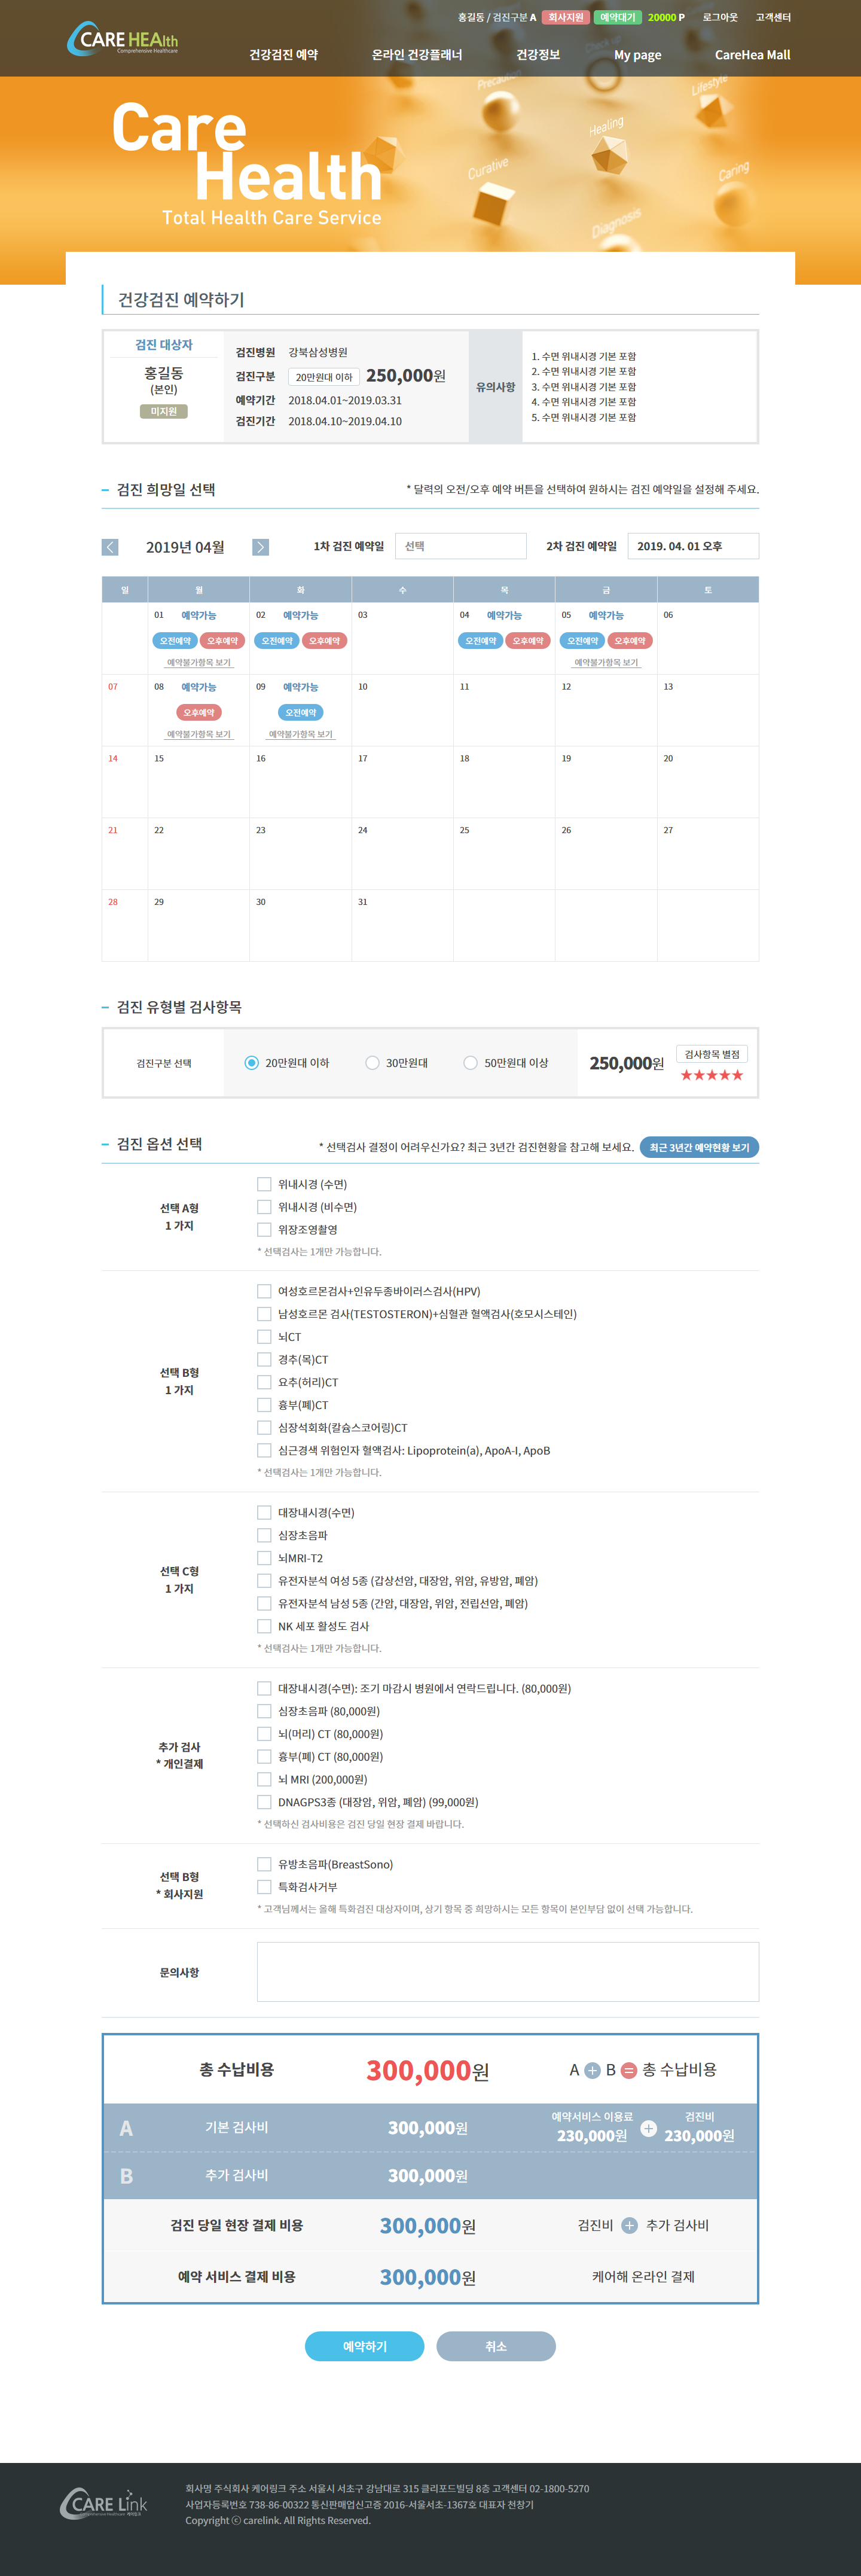 홍길동 / 검진구분 A 회사지원 예약대기 20000 P 로그아웃 고객센터
CARE HEAlth
Comprehensive Healthcare
건강검진 예약 온라인 건강플래너 건강정보 My page CareHea Mall
Precaution
Lifestyle
Healing
Curative
Caring
Diagnosis
Care
Health
Total Health Care Service
건강검진 예약하기
검진 대상자
홍길동
(본인)
미지원
검진병원 강북삼성병원
검진구분 20만원대 이하 250,000원
예약기간 2018.04.01~2019.03.31
검진기간 2018.04.10~2019.04.10
유의사항
1. 수면 위내시경 기본 포함
2. 수면 위내시경 기본 포함
3. 수면 위내시경 기본 포함
4. 수면 위내시경 기본 포함
5. 수면 위내시경 기본 포함
검진 희망일 선택
* 달력의 오전/오후 예약 버튼을 선택하여 원하시는 검진 예약일을 설정해 주세요.
2019년 04월
1차 검진 예약일 선택
2차 검진 예약일 2019. 04. 01 오후
일 월 화 수 목 금 토
01 예약가능 02 예약가능 03 04 예약가능 05 예약가능 06
오전예약 오후예약 오전예약 오후예약 오전예약 오후예약 오전예약 오후예약
예약불가항목 보기 예약불가항목 보기
07 08 예약가능 09 예약가능 10 11 12 13
오후예약 오전예약
예약불가항목 보기 예약불가항목 보기
14 15 16 17 18 19 20
21 22 23 24 25 26 27
28 29 30 31
검진 유형별 검사항목
검진구분 선택 20만원대 이하 30만원대 50만원대 이상 250,000원
검사항목 별점
★★★★★
검진 옵션 선택
* 선택검사 결정이 어려우신가요? 최근 3년간 검진현황을 참고해 보세요. 최근 3년간 예약현황 보기
선택 A형
1 가지
위내시경 (수면)
위내시경 (비수면)
위장조영촬영
* 선택검사는 1개만 가능합니다.
선택 B형
1 가지
여성호르몬검사+인유두종바이러스검사(HPV)
남성호르몬 검사(TESTOSTERON)+심혈관 혈액검사(호모시스테인)
뇌CT
경추(목)CT
요추(허리)CT
흉부(폐)CT
심장석회화(칼슘스코어링)CT
심근경색 위험인자 혈액검사: Lipoprotein(a), ApoA-I, ApoB
* 선택검사는 1개만 가능합니다.
선택 C형
1 가지
대장내시경(수면)
심장초음파
뇌MRI-T2
유전자분석 여성 5종 (갑상선암, 대장암, 위암, 유방암, 폐암)
유전자분석 남성 5종 (간암, 대장암, 위암, 전립선암, 폐암)
NK 세포 활성도 검사
* 선택검사는 1개만 가능합니다.
추가 검사
* 개인결제
대장내시경(수면): 조기 마감시 병원에서 연락드립니다. (80,000원)
심장초음파 (80,000원)
뇌(머리) CT (80,000원)
흉부(폐) CT (80,000원)
뇌 MRI (200,000원)
DNAGPS3종 (대장암, 위암, 폐암) (99,000원)
* 선택하신 검사비용은 검진 당일 현장 결제 바랍니다.
선택 B형
* 회사지원
유방초음파(BreastSono)
특화검사거부
* 고객님께서는 올해 특화검진 대상자이며, 상기 항목 중 희망하시는 모든 항목이 본인부담 없이 선택 가능합니다.
문의사항
총 수납비용 300,000원 A + B = 총 수납비용
A 기본 검사비 300,000원
예약서비스 이용료 230,000원 + 검진비 230,000원
B 추가 검사비 300,000원
검진 당일 현장 결제 비용 300,000원 검진비 + 추가 검사비
예약 서비스 결제 비용 300,000원 케어해 온라인 결제
예약하기 취소
CARE Link
Comprehensive Healthcare 케어링크
회사명 주식회사 케어링크 주소 서울시 서초구 강남대로 315 클리포드빌딩 8층 고객센터 02-1800-5270
사업자등록번호 738-86-00322 통신판매업신고증 2016-서울서초-1367호 대표자 천창기
Copyright ⓒ carelink. All Rights Reserved.